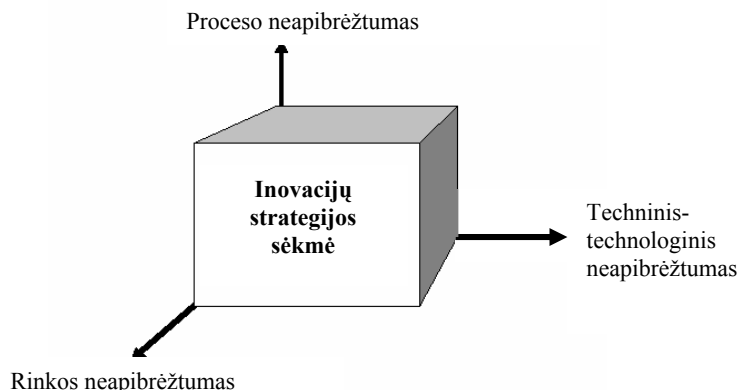 Proceso neapibrėžtumas
Inovacijų
strategijos
sėkmė
Techninis-
technologinis
neapibrėžtumas
Rinkos neapibrėžtumas